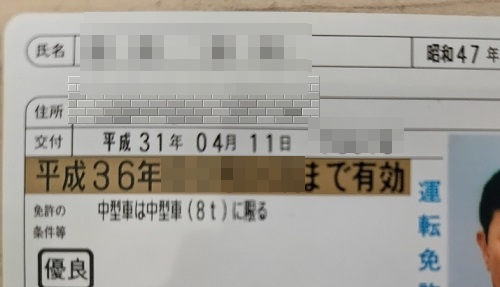 氏名
昭和47年
住所
交付 平成31年 04月 11日
平成36年 まで有効
免許の
条件等
中型車は中型車(8t)に限る
優良
運転免